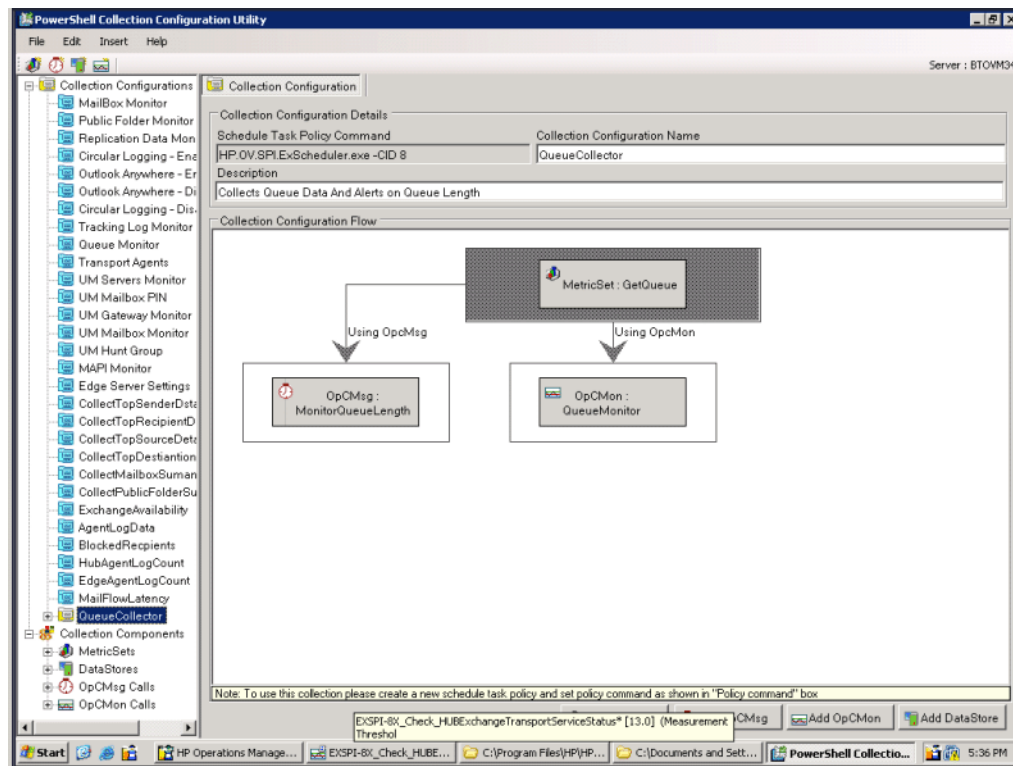 PowerShell Collection Configuration Utility
File Edit Insert Help
Server : BTOVM34
Collection Configurations
MailBox Monitor
Public Folder Monitor
Replication Data Mon
Circular Logging - Ena
Outlook Anywhere - Er
Outlook Anywhere - Di
Circular Logging - Dis
Tracking Log Monitor
Queue Monitor
Transport Agents
UM Servers Monitor
UM Mailbox PIN
UM Gateway Monitor
UM Mailbox Monitor
UM Hunt Group
MAPI Monitor
Edge Server Settings
CollectTopSenderDsta
CollectTopRecipientD
CollectTopSourceDeta
CollectTopDestiantion
CollectMailboxSuman
CollectPublicFolderSu
ExchangeAvailability
AgentLogData
BlockedRecpients
HubAgentLogCount
EdgeAgentLogCount
MailFlowLatency
QueueCollector
Collection Components
MetricSets
DataStores
OpCMsg Calls
OpCMon Calls
Collection Configuration
Collection Configuration Details
Schedule Task Policy Command
Collection Configuration Name
HP.OV.SPI.ExScheduler.exe -CID 8
QueueCollector
Description
Collects Queue Data And Alerts on Queue Length
Collection Configuration Flow
MetricSet : GetQueue
Using OpcMsg
Using OpcMon
OpCMsg :
MonitorQueueLength
OpCMon :
QueueMonitor
Note: To use this collection please create a new schedule task policy and set policy command as shown in "Policy command" box
CMsg
Add OpCMon
Add DataStore
EXSPI-8X_Check_HUBExchangeTransportServiceStatus* [13.0] (Measurement
Threshol
Start
HP Operations Manage...
EXSPI-8X_Check_HUBE...
C:\Program Files\HP\HP...
C:\Documents and Sett...
PowerShell Collectio...
5:36 PM